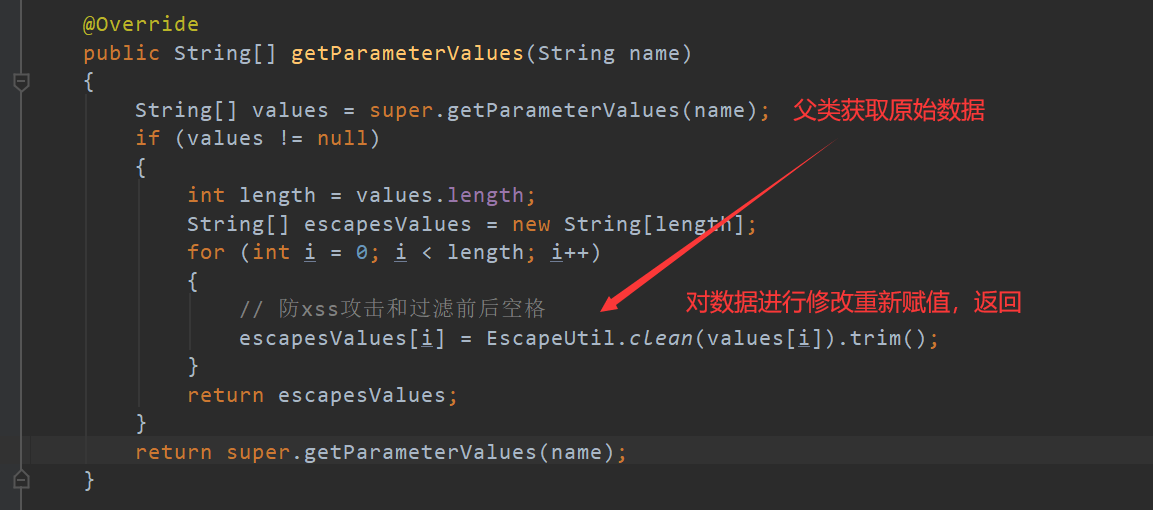 @Override
public String[] getParameterValues(String name)
{
String[] values = super.getParameterValues(name); 父类获取原始数据
if (values != null)
{
int length = values.length;
String[] escapesValues = new String[length];
for (int i = 0; i < length; i++)
{
// 防xss攻击和过滤前后空格 对数据进行修改重新赋值，返回
escapesValues[i] = EscapeUtil.clean(values[i]).trim();
}
return escapesValues;
}
return super.getParameterValues(name);
}